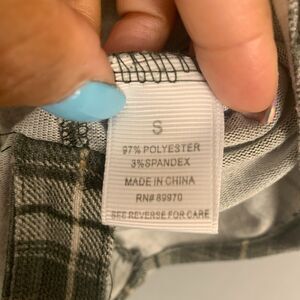 S
97% POLYESTER
3%SPANDEX
MADE IN CHINA
RN# 89970
SEE REVERSE FOR CARE